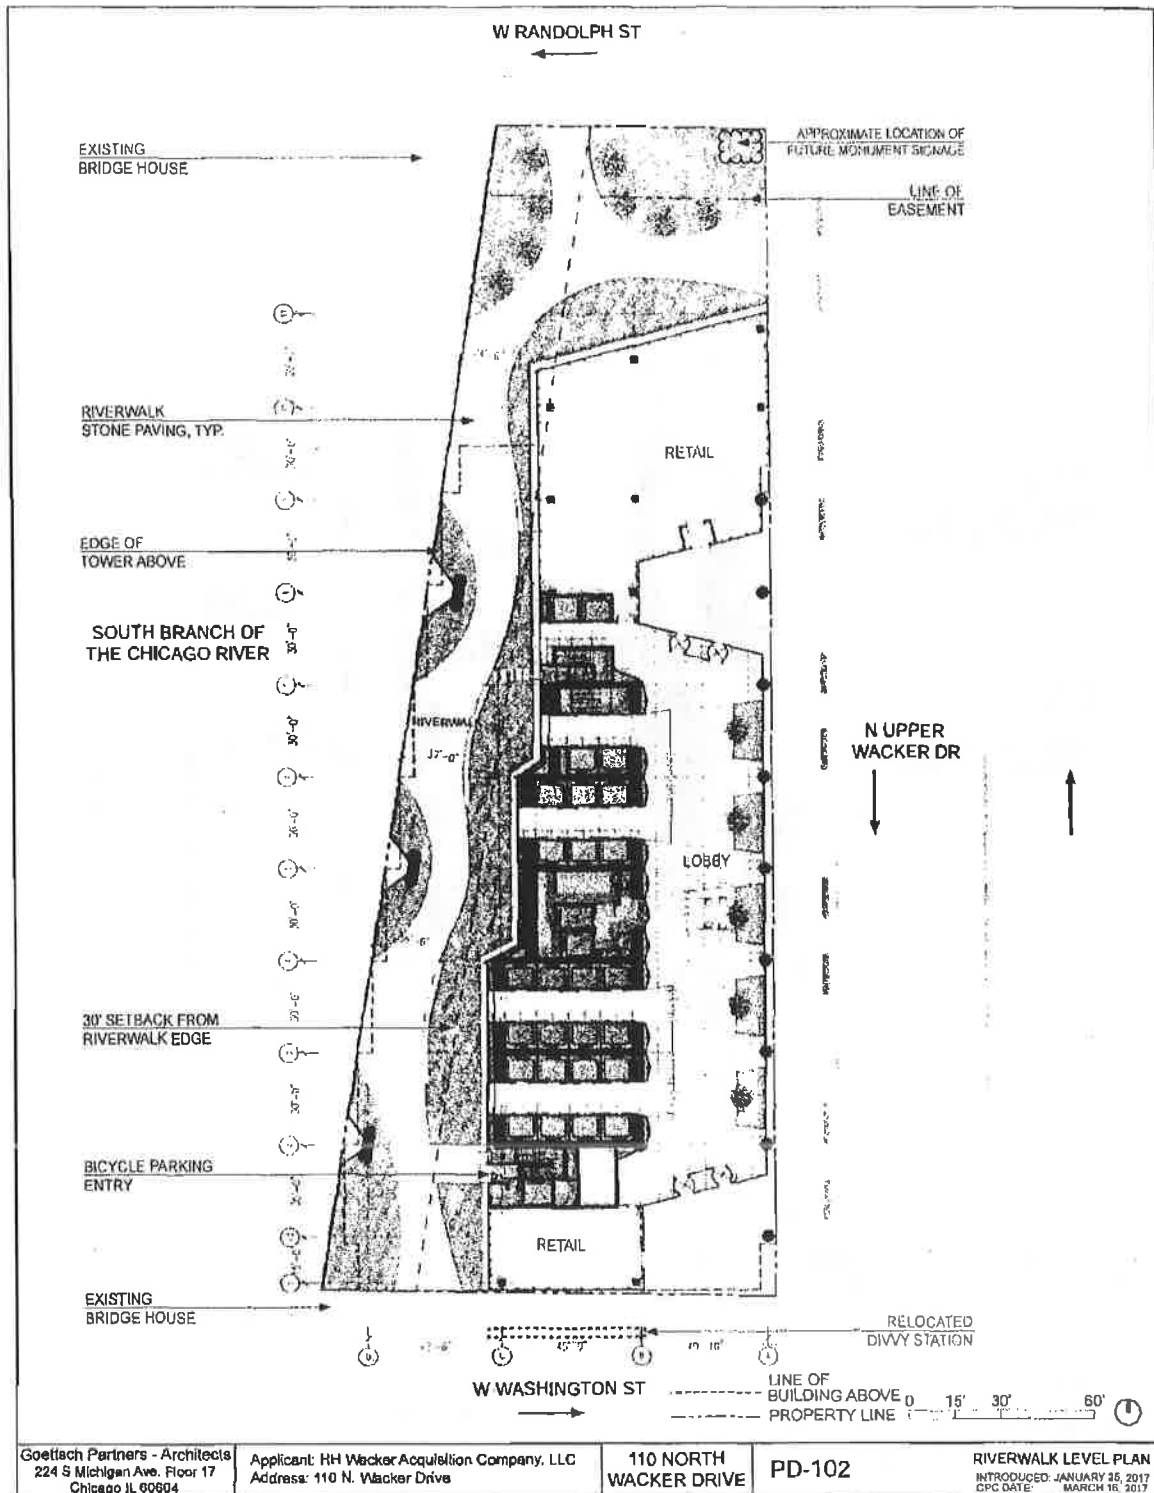 W RANDOLPH ST
EXISTING
BRIDGE HOUSE
APPROXIMATE LOCATION OF
FUTURE MONUMENT SIGNAGE
LINE OF
EASEMENT
RIVERWALK
STONE PAVING, TYP.
RETAIL
EDGE OF
TOWER ABOVE
SOUTH BRANCH OF
THE CHICAGO RIVER
RIVERWALK
17'-0"
N UPPER
WACKER DR
LOBBY
30' SETBACK FROM
RIVERWALK EDGE
BICYCLE PARKING
ENTRY
RETAIL
EXISTING
BRIDGE HOUSE
RELOCATED
DIVVY STATION
W WASHINGTON ST
LINE OF
BUILDING ABOVE
PROPERTY LINE
0 15' 30' 60'
Goettsch Partners - Architects
224 S Michigan Ave. Floor 17
Chicago IL 60604
Applicant: RH Wacker Acquisition Company, LLC
Address: 110 N. Wacker Drive
110 NORTH
WACKER DRIVE
PD-102
RIVERWALK LEVEL PLAN
INTRODUCED: JANUARY 25, 2017
CPC DATE: MARCH 16, 2017